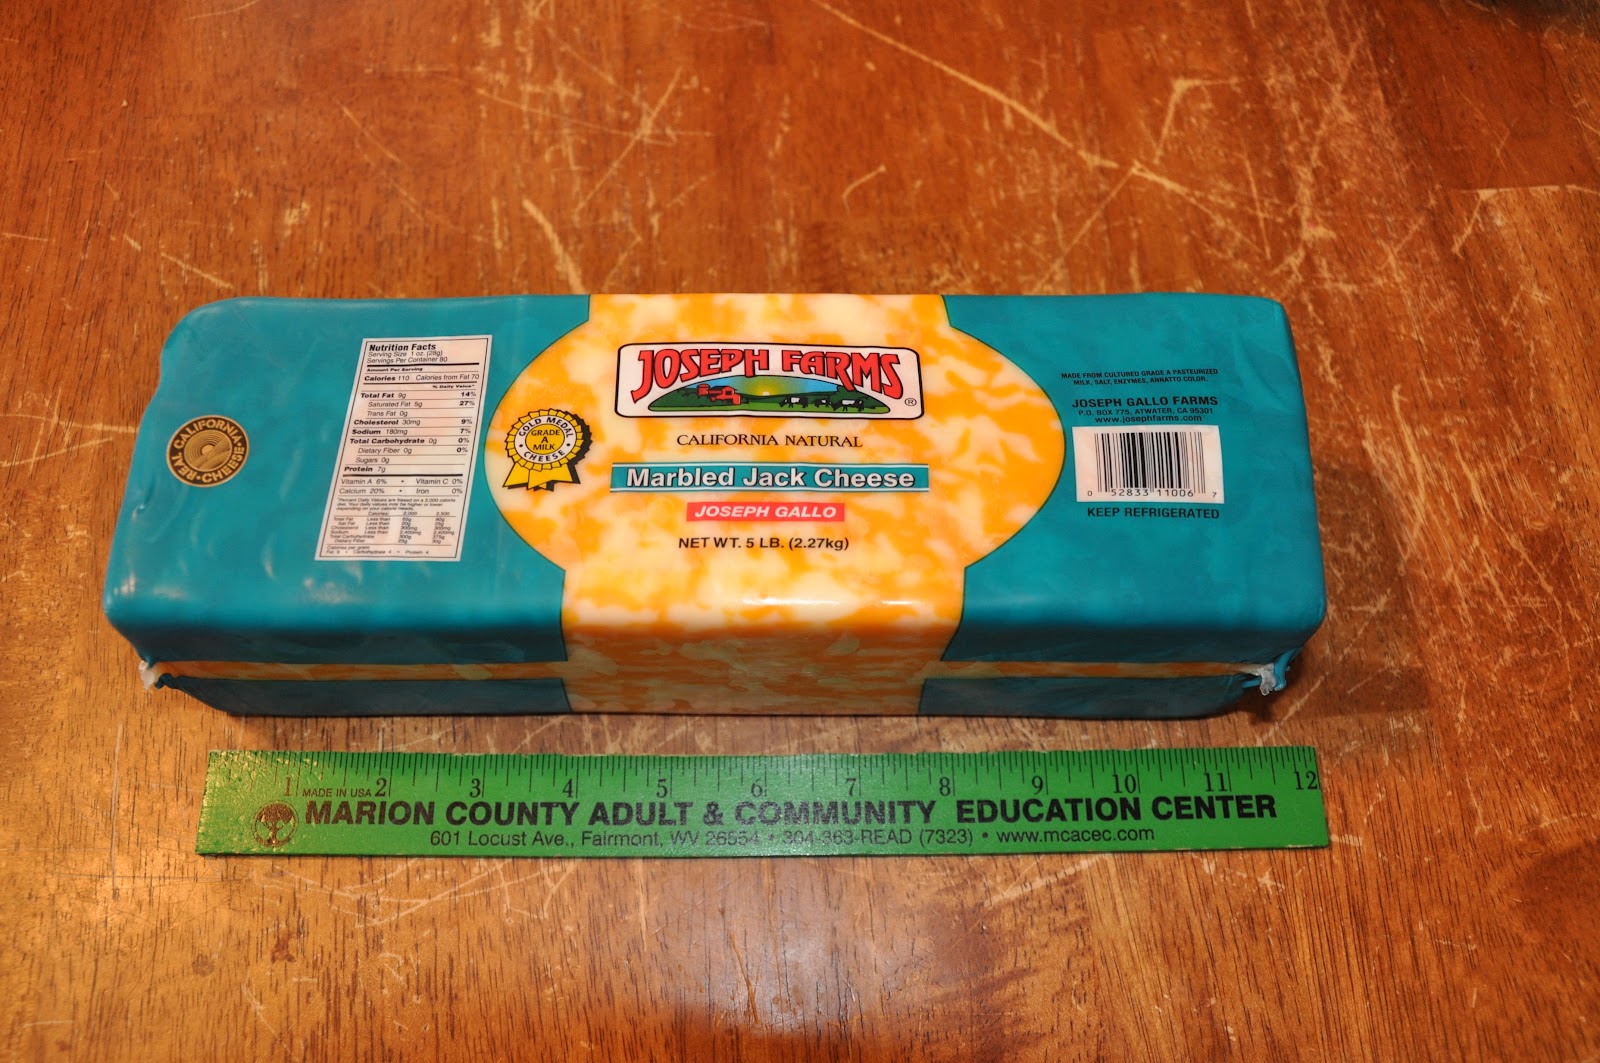 REAL CALIFORNIA
CHEESE
Nutrition Facts
Serving Size 1 oz. (28g)
Servings Per Container 80
Amount Per Serving
Calories 110 Calories from Fat 70
% Daily Value*
Total Fat 9g 14%
Saturated Fat 5g 27%
Trans Fat 0g
Cholesterol 30mg 9%
Sodium 180mg 7%
Total Carbohydrate 0g 0%
Dietary Fiber 0g 0%
Sugars 0g
Protein 7g
Vitamin A 6% • Vitamin C 0%
Calcium 20% • Iron 0%
GOLD MEDAL
GRADE
A
MILK
CHEESE
JOSEPH FARMS
®
CALIFORNIA NATURAL
Marbled Jack Cheese
JOSEPH GALLO
NET WT. 5 LB. (2.27kg)
MADE FROM CULTURED GRADE A PASTEURIZED
MILK, SALT, ENZYMES, ANNATTO COLOR.
JOSEPH GALLO FARMS
P.O. BOX 775, ATWATER, CA 95301
www.josephfarms.com
0 52833 11006 7
KEEP REFRIGERATED
1 2 3 4 5 6 7 8 9 10 11 12
MADE IN USA
MARION COUNTY ADULT & COMMUNITY EDUCATION CENTER
601 Locust Ave., Fairmont, WV 26554 • 304-363-READ (7323) • www.mcacec.com